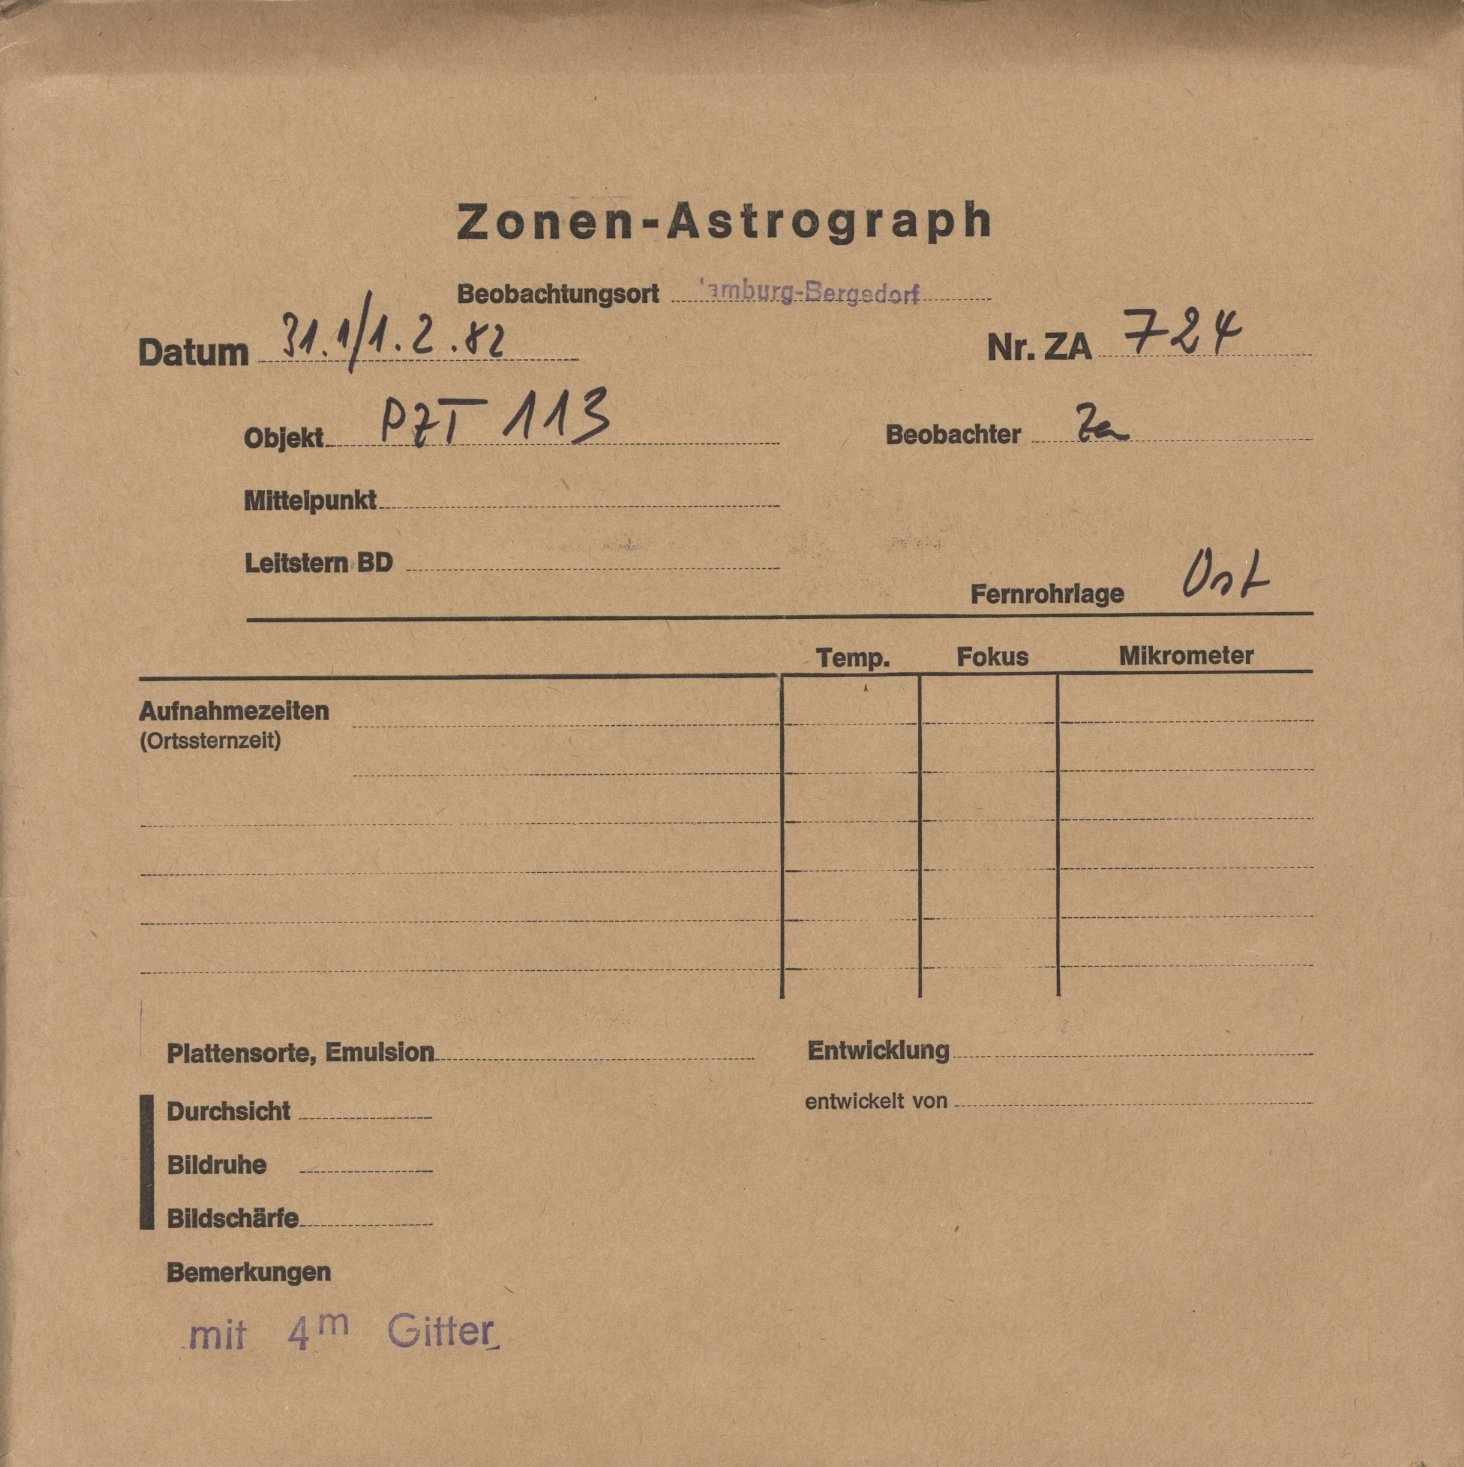 Zonen-Astrograph
Beobachtungsort amburg-Bergedorf
Datum 31.1/1.2.82 Nr. ZA 724
Objekt PZT 113 Beobachter Za
Mittelpunkt
Leitstern BD
Fernrohrlage Ost
Temp. Fokus Mikrometer
Aufnahmezeiten
(Ortssternzeit)
Plattensorte, Emulsion Entwicklung
Durchsicht entwickelt von
Bildruhe
Bildschärfe
Bemerkungen
mit 4m Gitter